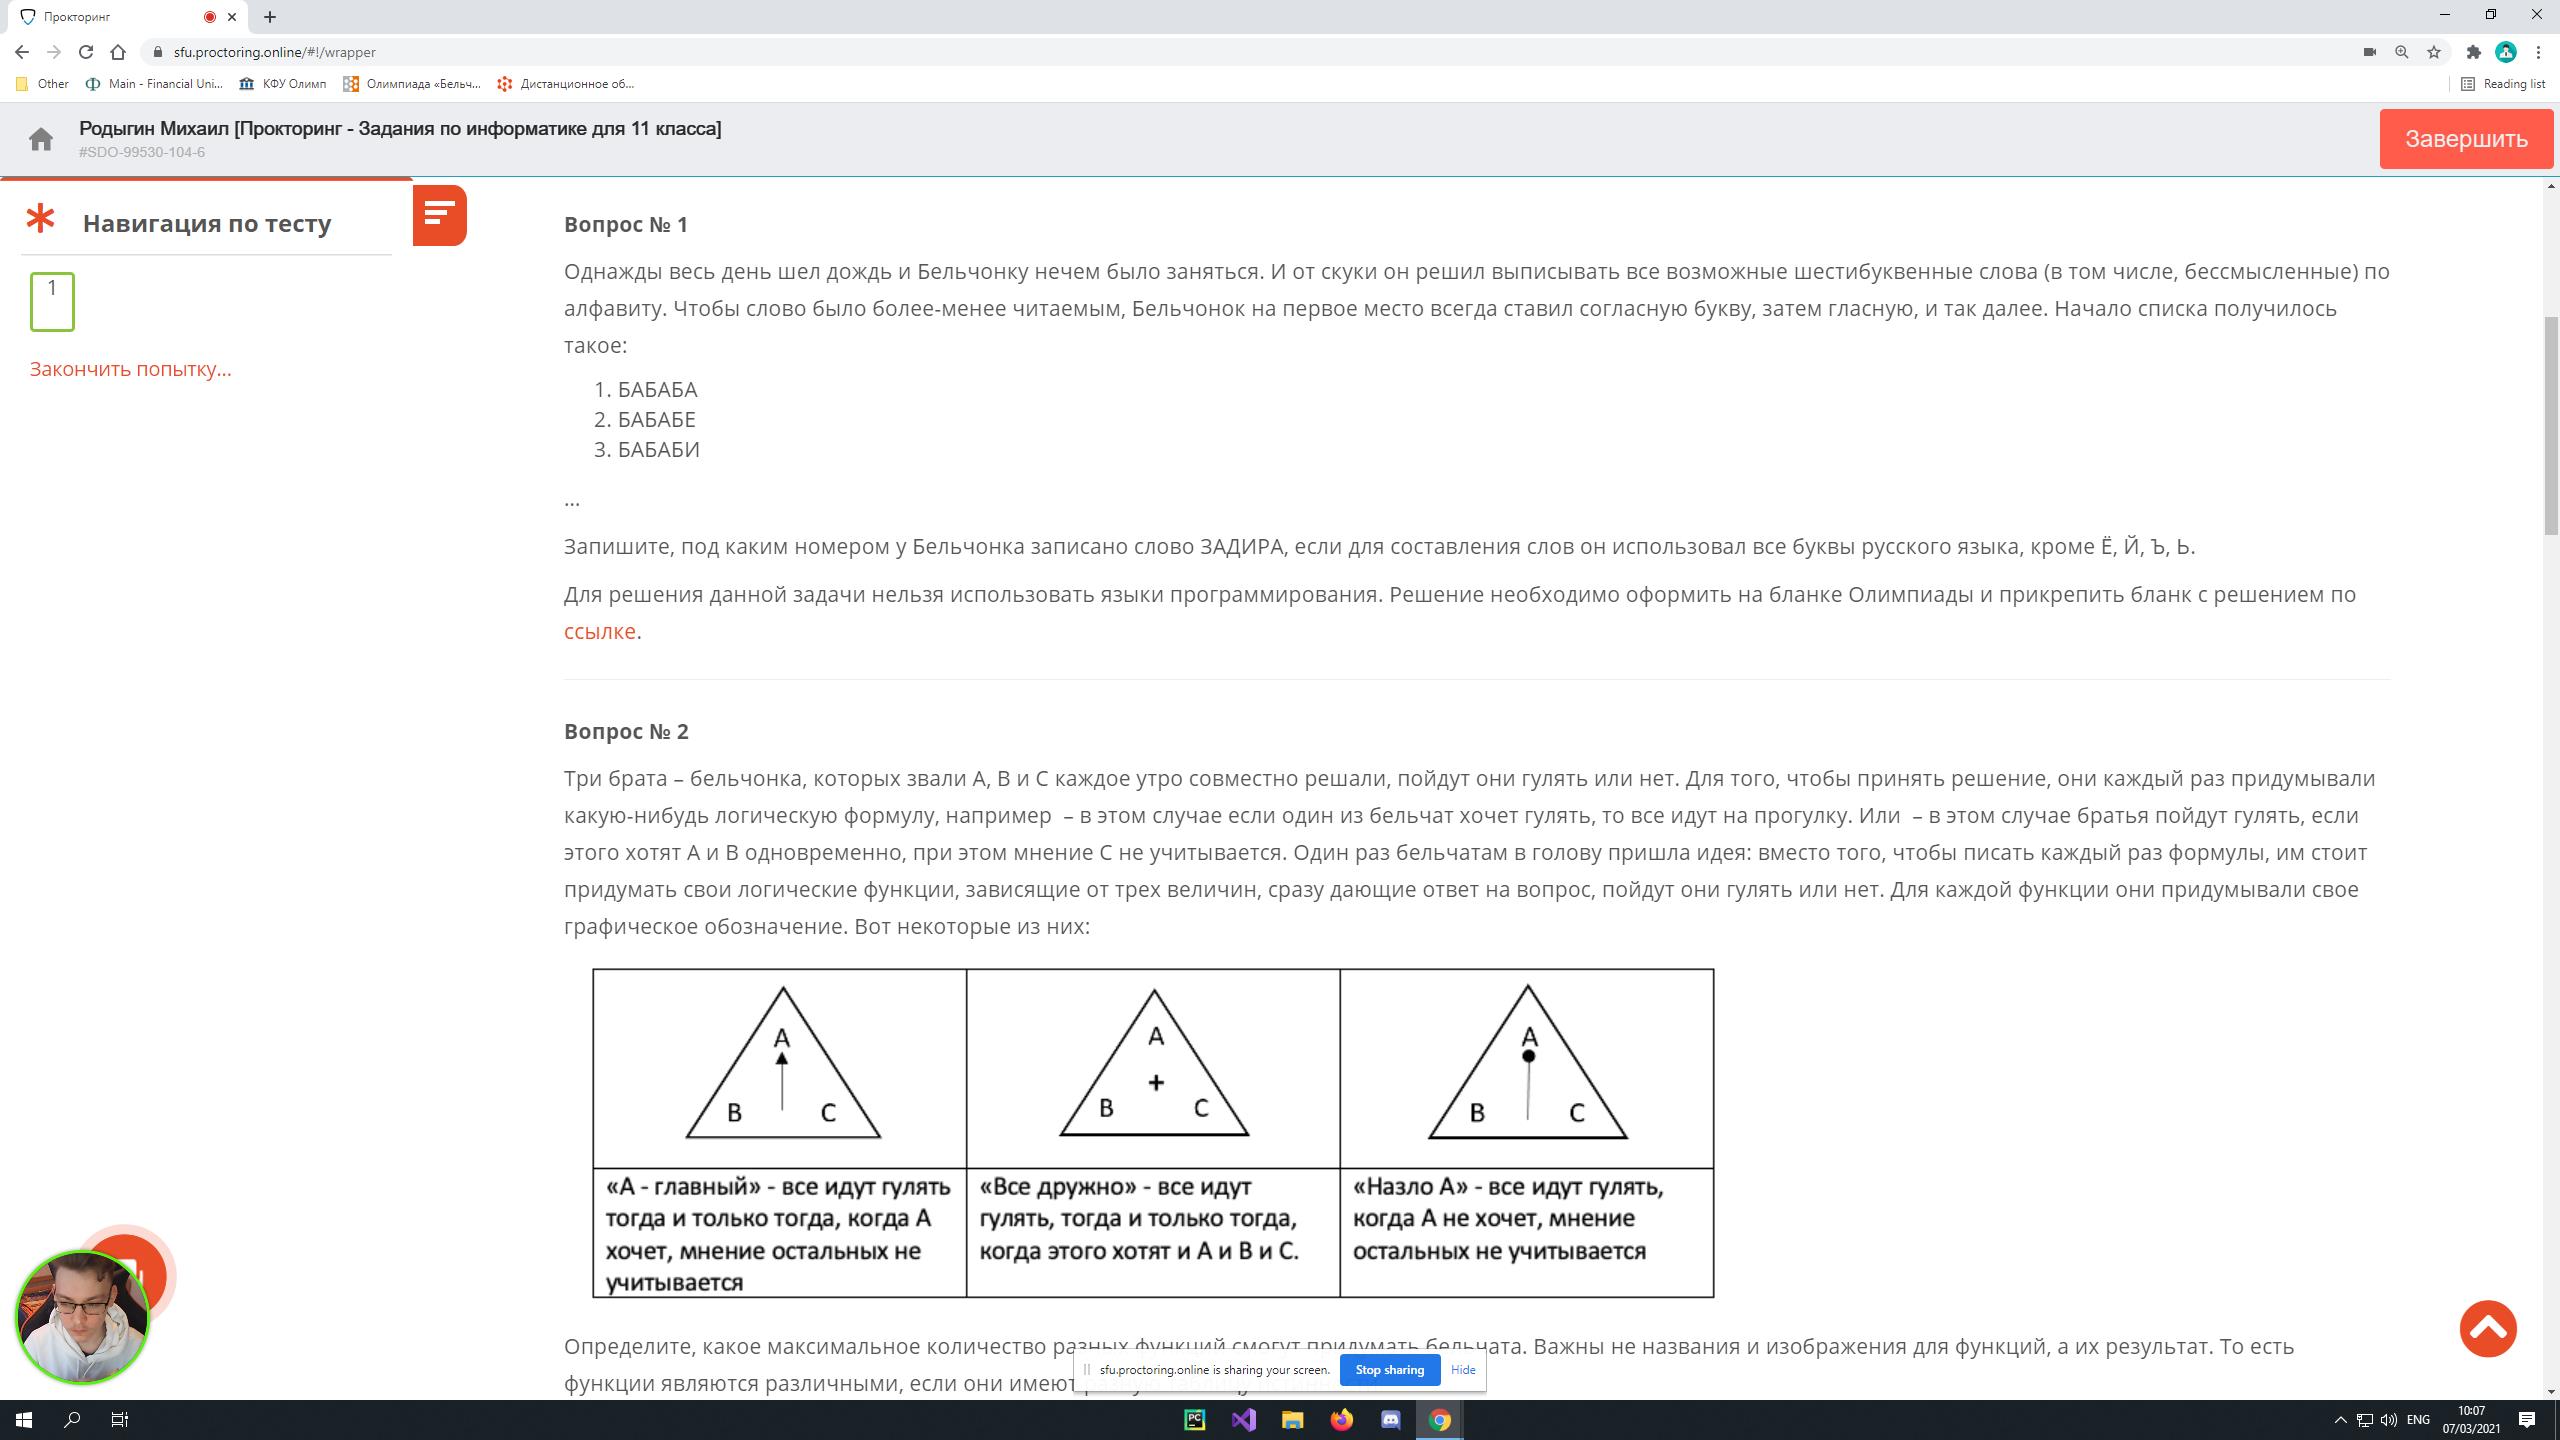 Прокторинг
sfu.proctoring.online/#!/wrapper
Other Main - Financial Uni... КФУ Олимп Олимпиада «Бельч... Дистанционное об... Reading list
Родыгин Михаил [Прокторинг - Задания по информатике для 11 класса]
#SDO-99530-104-6
Завершить
Навигация по тесту
1
Закончить попытку...
Вопрос № 1
Однажды весь день шел дождь и Бельчонку нечем было заняться. И от скуки он решил выписывать все возможные шестибуквенные слова (в том числе, бессмысленные) по
алфавиту. Чтобы слово было более-менее читаемым, Бельчонок на первое место всегда ставил согласную букву, затем гласную, и так далее. Начало списка получилось
такое:
1. БАБАБА
2. БАБАБЕ
3. БАБАБИ
...
Запишите, под каким номером у Бельчонка записано слово ЗАДИРА, если для составления слов он использовал все буквы русского языка, кроме Ё, Й, Ъ, Ь.
Для решения данной задачи нельзя использовать языки программирования. Решение необходимо оформить на бланке Олимпиады и прикрепить бланк с решением по
ссылке.
Вопрос № 2
Три брата – бельчонка, которых звали А, В и С каждое утро совместно решали, пойдут они гулять или нет. Для того, чтобы принять решение, они каждый раз придумывали
какую-нибудь логическую формулу, например – в этом случае если один из бельчат хочет гулять, то все идут на прогулку. Или – в этом случае братья пойдут гулять, если
этого хотят А и В одновременно, при этом мнение С не учитывается. Один раз бельчатам в голову пришла идея: вместо того, чтобы писать каждый раз формулы, им стоит
придумать свои логические функции, зависящие от трех величин, сразу дающие ответ на вопрос, пойдут они гулять или нет. Для каждой функции они придумывали свое
графическое обозначение. Вот некоторые из них:
A
B C
A
+
B C
A
B C
«А - главный» - все идут гулять
тогда и только тогда, когда А
хочет, мнение остальных не
учитывается
«Все дружно» - все идут
гулять, тогда и только тогда,
когда этого хотят и А и В и С.
«Назло А» - все идут гулять,
когда А не хочет, мнение
остальных не учитывается
Определите, какое максимальное количество разных функций смогут придумать бельчата. Важны не названия и изображения для функций, а их результат. То есть
функции являются различными, если они имеют
sfu.proctoring.online is sharing your screen. Stop sharing Hide
PC
ENG
10:07
07/03/2021